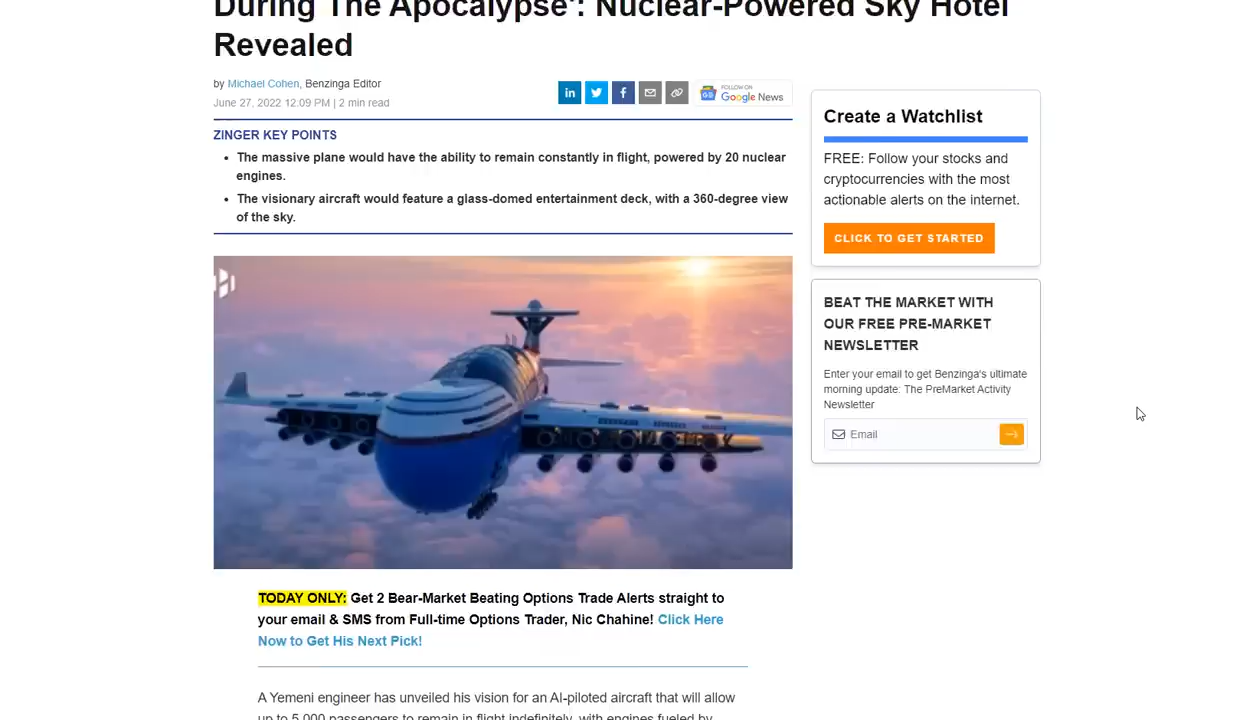 During The Apocalypse': Nuclear-Powered Sky Hotel
Revealed
by Michael Cohen, Benzinga Editor
June 27, 2022 12:09 PM | 2 min read
in
f
FOLLOW ON
Google News
ZINGER KEY POINTS
• The massive plane would have the ability to remain constantly in flight, powered by 20 nuclear
engines.
• The visionary aircraft would feature a glass-domed entertainment deck, with a 360-degree view
of the sky.
TODAY ONLY: Get 2 Bear-Market Beating Options Trade Alerts straight to
your email & SMS from Full-time Options Trader, Nic Chahine! Click Here
Now to Get His Next Pick!
A Yemeni engineer has unveiled his vision for an AI-piloted aircraft that will allow
up to 5,000 passengers to remain in flight indefinitely, with engines fueled by
Create a Watchlist
FREE: Follow your stocks and
cryptocurrencies with the most
actionable alerts on the internet.
CLICK TO GET STARTED
BEAT THE MARKET WITH
OUR FREE PRE-MARKET
NEWSLETTER
Enter your email to get Benzinga's ultimate
morning update: The PreMarket Activity
Newsletter
Email